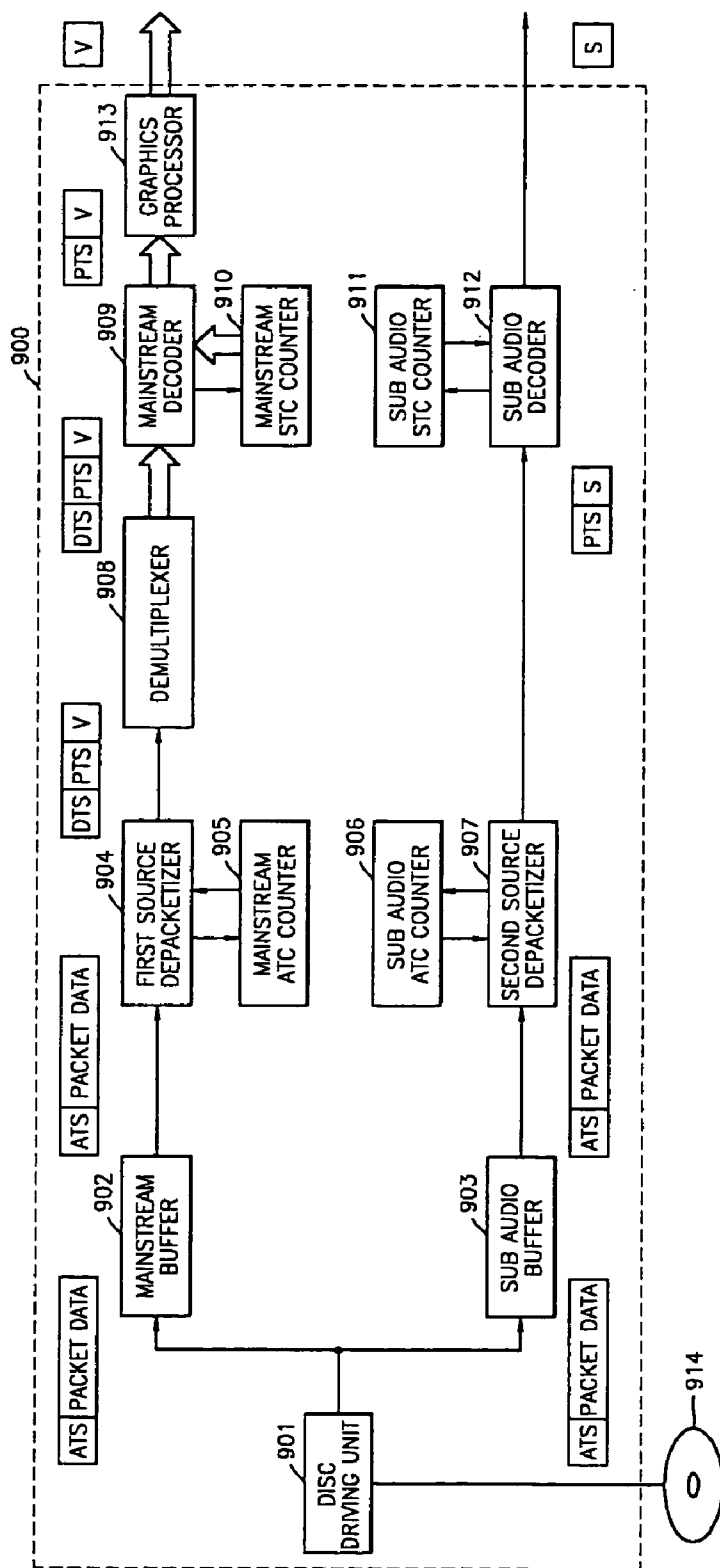 900
914
901
DISC
DRIVING UNIT
ATS PACKET DATA
902
MAINSTREAM
BUFFER
ATS PACKET DATA
904
FIRST SOURCE
DEPACKETIZER
905
MAINSTREAM
ATC COUNTER
DTS PTS V
908
DEMULTIPLEXER
DTS PTS V
909
MAINSTREAM
DECODER
910
MAINSTREAM
STC COUNTER
PTS V
913
GRAPHICS
PROCESSOR
V
ATS PACKET DATA
903
SUB AUDIO
BUFFER
ATS PACKET DATA
906
SUB AUDIO
ATC COUNTER
907
SECOND SOURCE
DEPACKETIZER
PTS S
911
SUB AUDIO
STC COUNTER
912
SUB AUDIO
DECODER
S